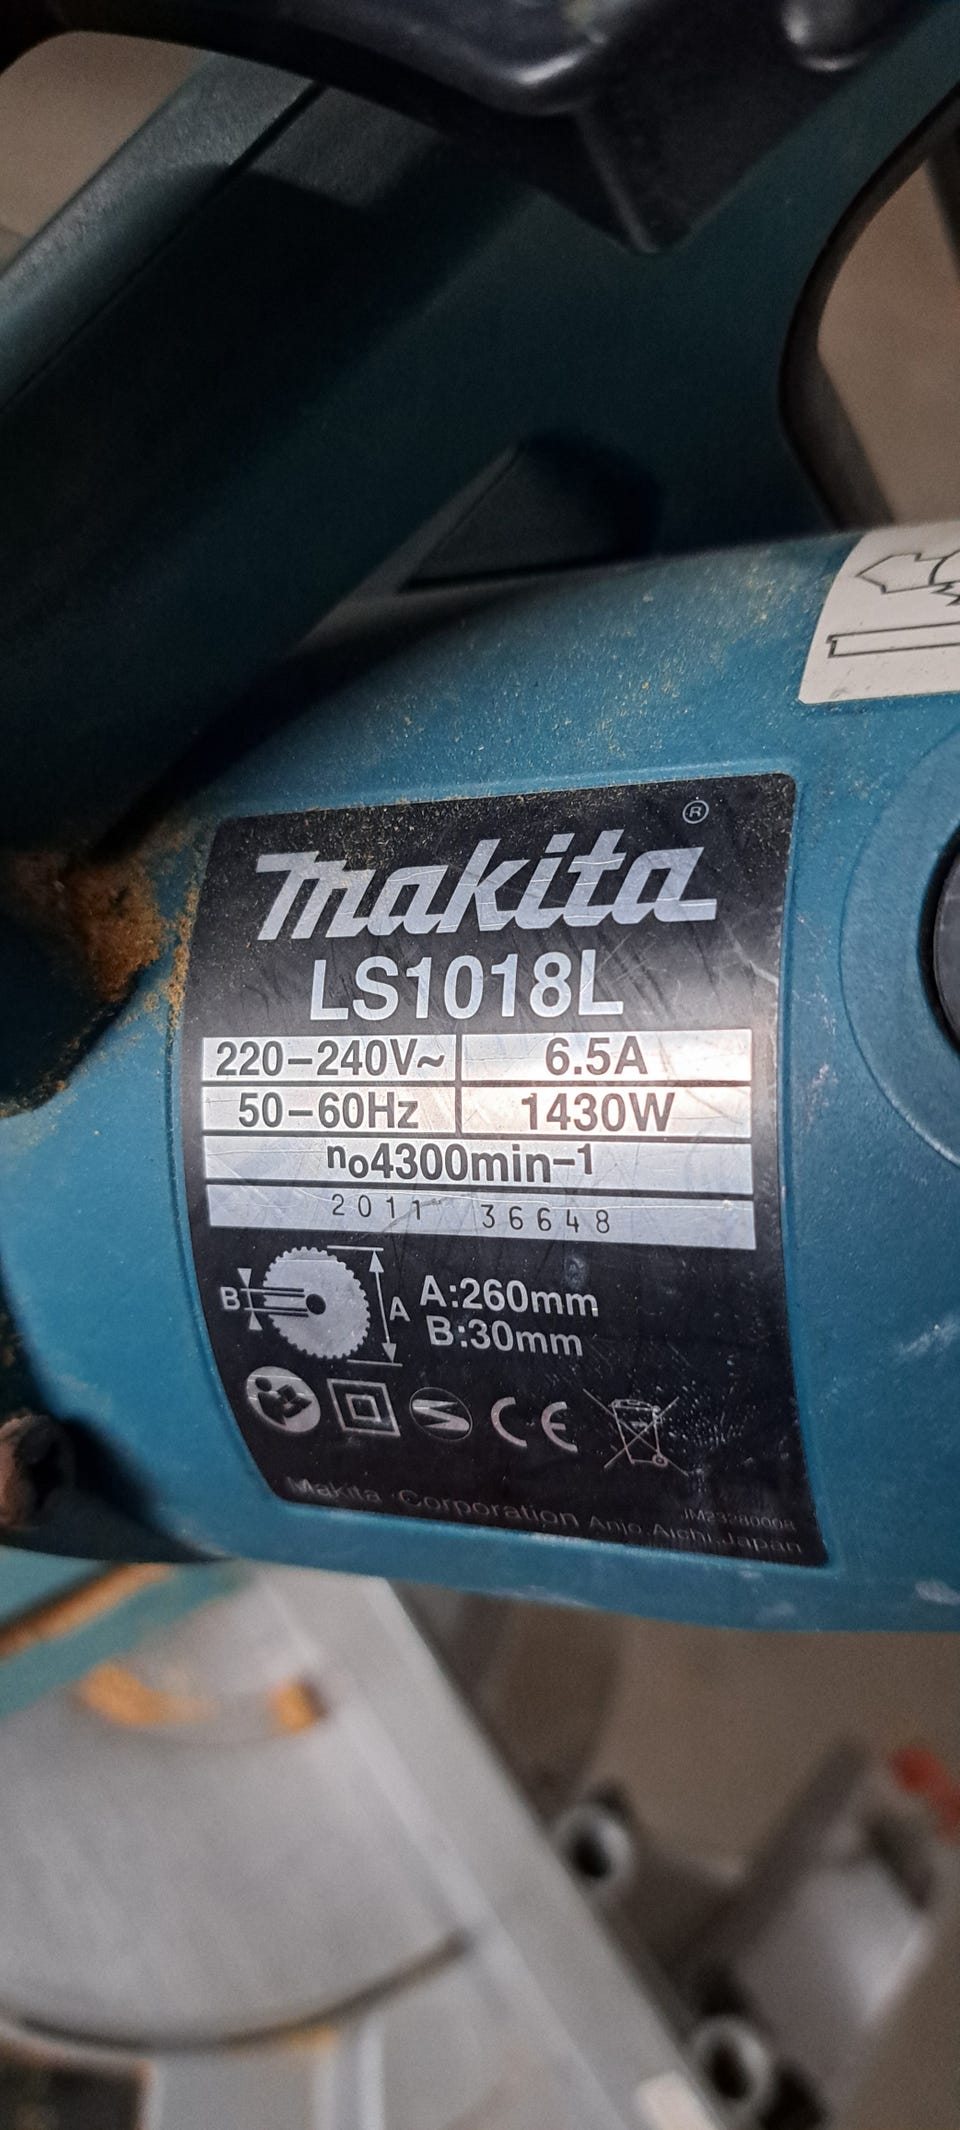 makita®
LS1018L
220–240V~ 6.5A
50–60Hz 1430W
no4300min–1
2011 36648
B A A:260mm
B:30mm
CE
Makita Corporation Anjo, Aichi, Japan